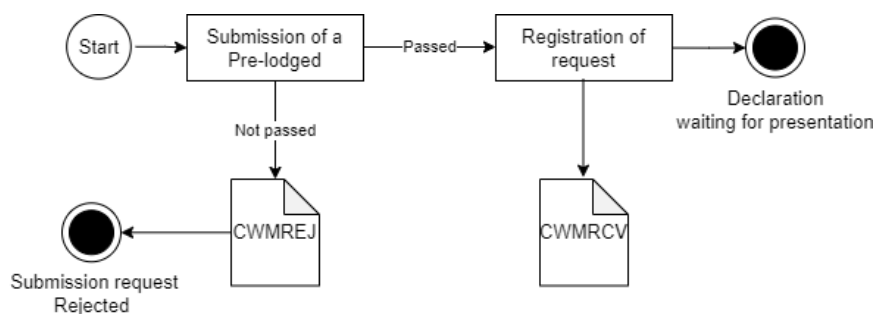 Start
Submission of a
Pre-lodged
Passed
Registration of
request
Declaration
waiting for presentation
Not passed
CWMREJ
CWMRCV
Submission request
Rejected